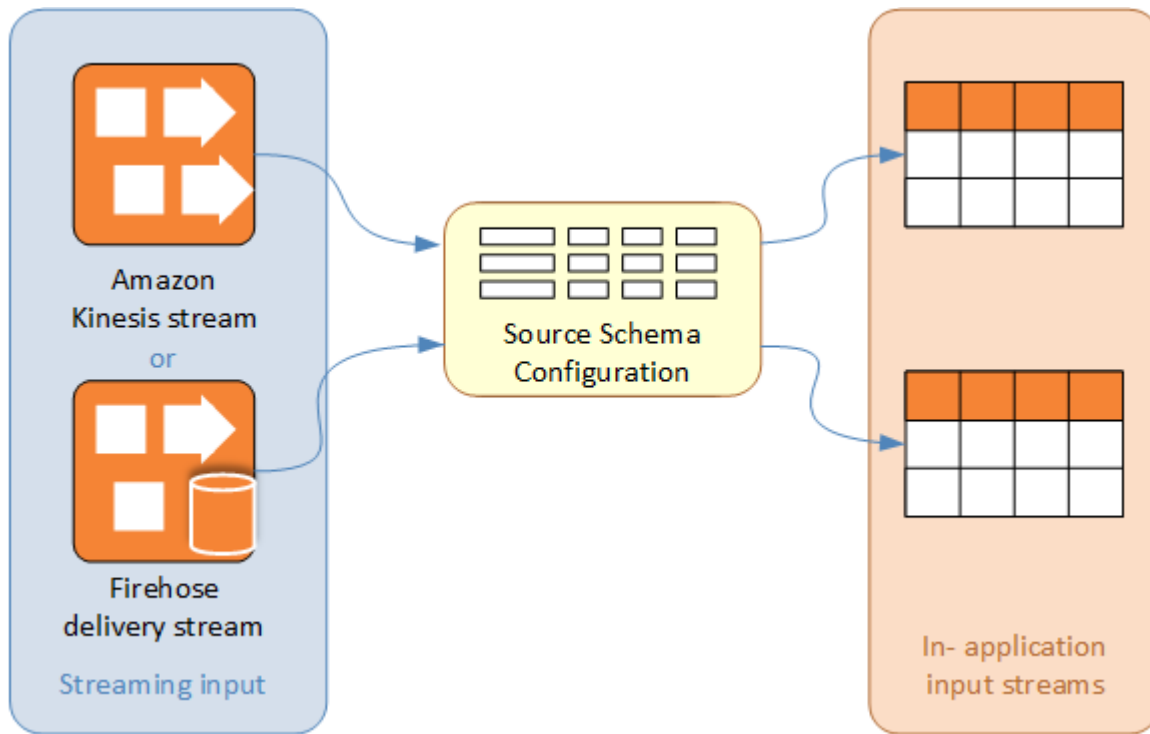 Amazon
Kinesis stream
or
Firehose
delivery stream
Streaming input
Source Schema
Configuration
In- application
input streams